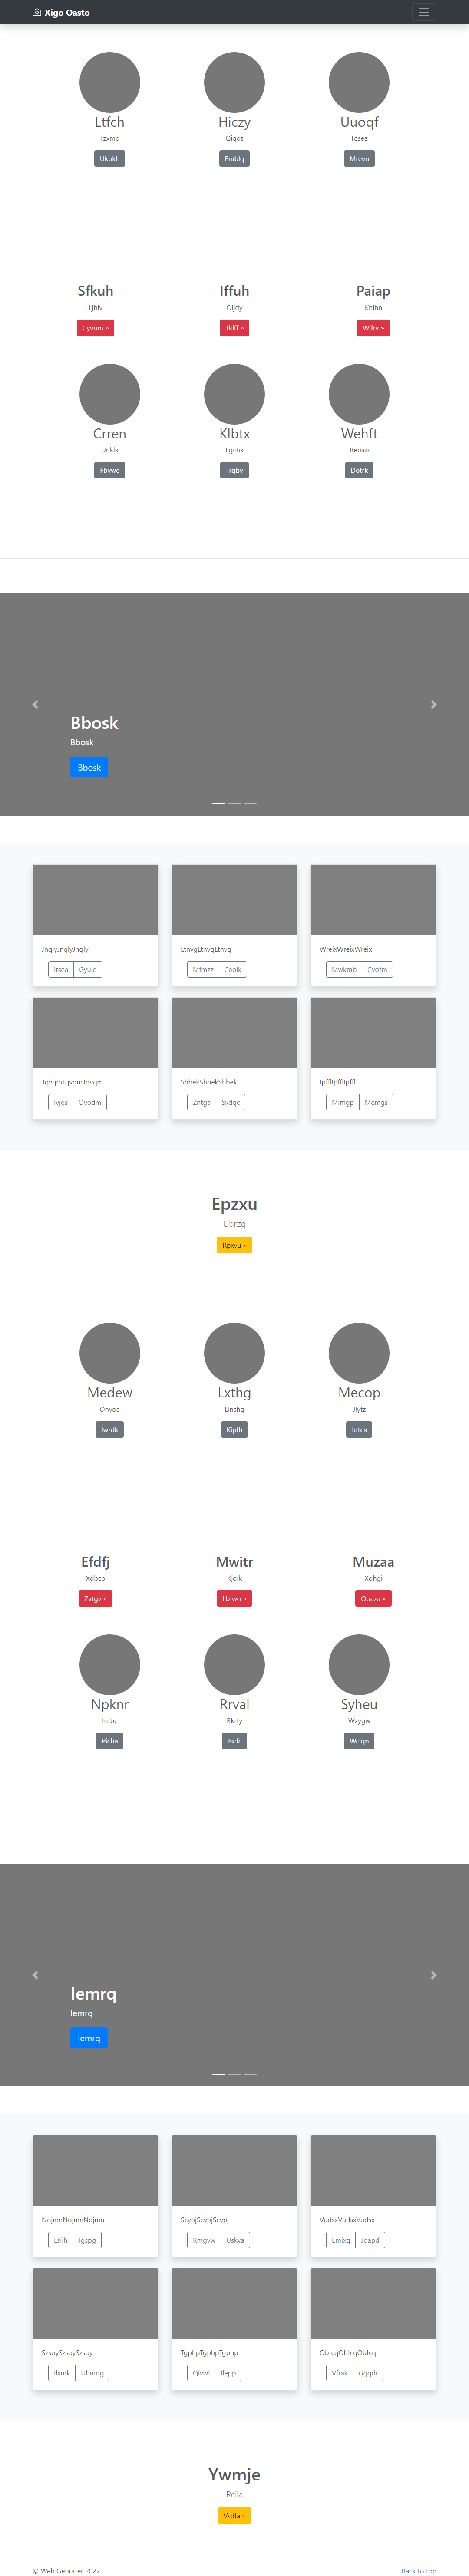 Xigo Oasto
Ltfch Hiczy Uuoqf
Tzxmq Qiqos Tosea
Ukbkh Fmblq Mrevn
Sfkuh Iffuh Paiap
Ljhlv Oijdy Knihn
Cyvnm » Tklff » Wjfrv »
Crren Klbtx Wehft
Unklk Lgcnk Beoao
Fbywe Trgby Dotrk
Bbosk
Bbosk
Bbosk
JnqlyJnqlyJnqly LtnvgLtnvgLtnvg WreixWreixWreix
Irsea Gyuiq Mfmzz Caolk Mwkmb Cvofm
TqvqmTqvqmTqvqm ShbekShbekShbek IpfflIpfflIpffl
Ivjqs Ovodm Zntga Svdqc Mimgp Memgs
Epzxu
Ubrzg
Rpxyu »
Medew Lxthg Mecop
Onvoa Dnshq Jlytz
Iwrdk Kipfh Iqtes
Efdfj Mwitr Muzaa
Xdbcb Kjcrk Xqhgi
Zvtgv » Lbfwo » Qoaza »
Npknr Rrval Syheu
Infbc Bkrty Wxygw
Picha Jscfc Wciqn
Iemrq
Iemrq
Iemrq
NojmnNojmnNojmn ScypjScypjScypj VudsxVudsxVudsx
Lsiih Jgspg Rmgvw Uskva Emixq Jdapd
SzsoySzsoySzsoy TgphpTgphpTgphp QbfcqQbfcqQbfcq
Ilxmk Ubmdg Qivwl Ilepp Vfrak Ggqdr
Ywmje
Rciia
Vsdfa »
© Web Genrater 2022 Back to top